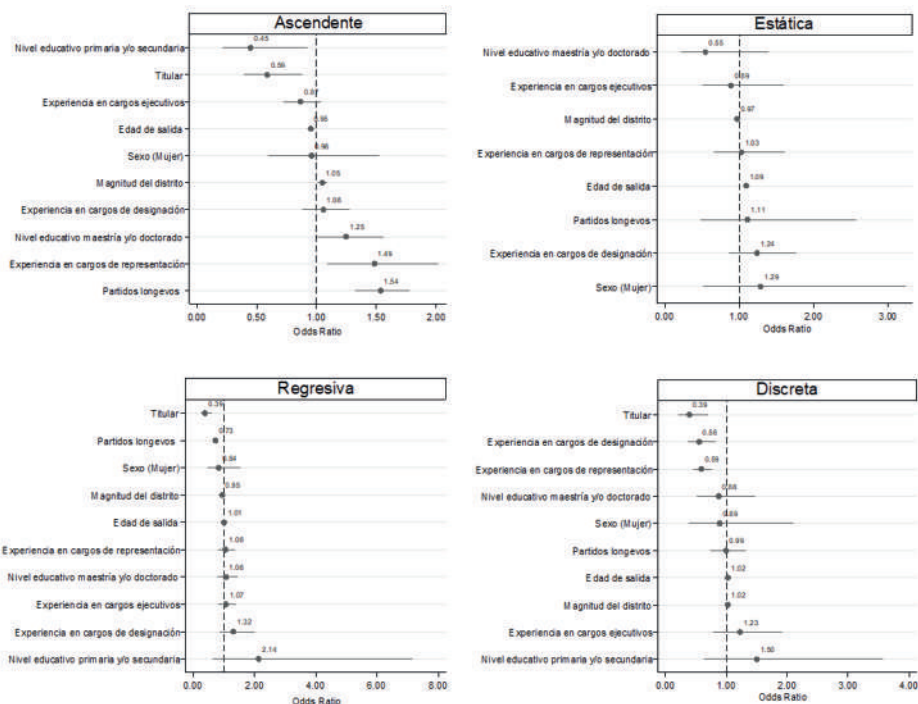 Ascendente
Nivel educativo primaria y/o secundaria 0.45
Titular
Experiencia en cargos ejecutivos 0.87
Edad de salida
Sexo (Mujer) 0.96
Magnitud del distrito 1.05
Experiencia en cargos de designación 1.06
Nivel educativo maestría y/o doctorado 1.25
Experiencia en cargos de representación 1.49
Partidos longevos 1.54
0.00 0.50 1.00 1.50 2.00
Odds Ratio
Estática
Nivel educativo maestría y/o doctorado 0.55
Experiencia en cargos ejecutivos 0.89
Magnitud del distrito 0.97
Experiencia en cargos de representación 1.03
Edad de salida 1.09
Partidos longevos 1.11
Experiencia en cargos de designación 1.24
Sexo (Mujer) 1.29
0.00 1.00 2.00 3.00
Odds Ratio
Regresiva
Titular 0.39
Partidos longevos 0.73
Sexo (Mujer) 0.84
Magnitud del distrito 0.95
Edad de salida 1.01
Experiencia en cargos de representación
Nivel educativo maestría y/o doctorado
Experiencia en cargos ejecutivos 1.07
Experiencia en cargos de designación 1.32
Nivel educativo primaria y/o secundaria 2.14
0.00 2.00 4.00 6.00 8.00
Odds Ratio
Discreta
Titular 0.39
Experiencia en cargos de designación
Experiencia en cargos de representación 0.59
Nivel educativo maestría y/o doctorado 0.88
Sexo (Mujer) 0.89
Partidos longevos 0.99
Edad de salida 1.02
Magnitud del distrito 1.02
Experiencia en cargos ejecutivos 1.23
Nivel educativo primaria y/o secundaria 1.50
0.00 1.00 2.00 3.00 4.00
Odds Ratio